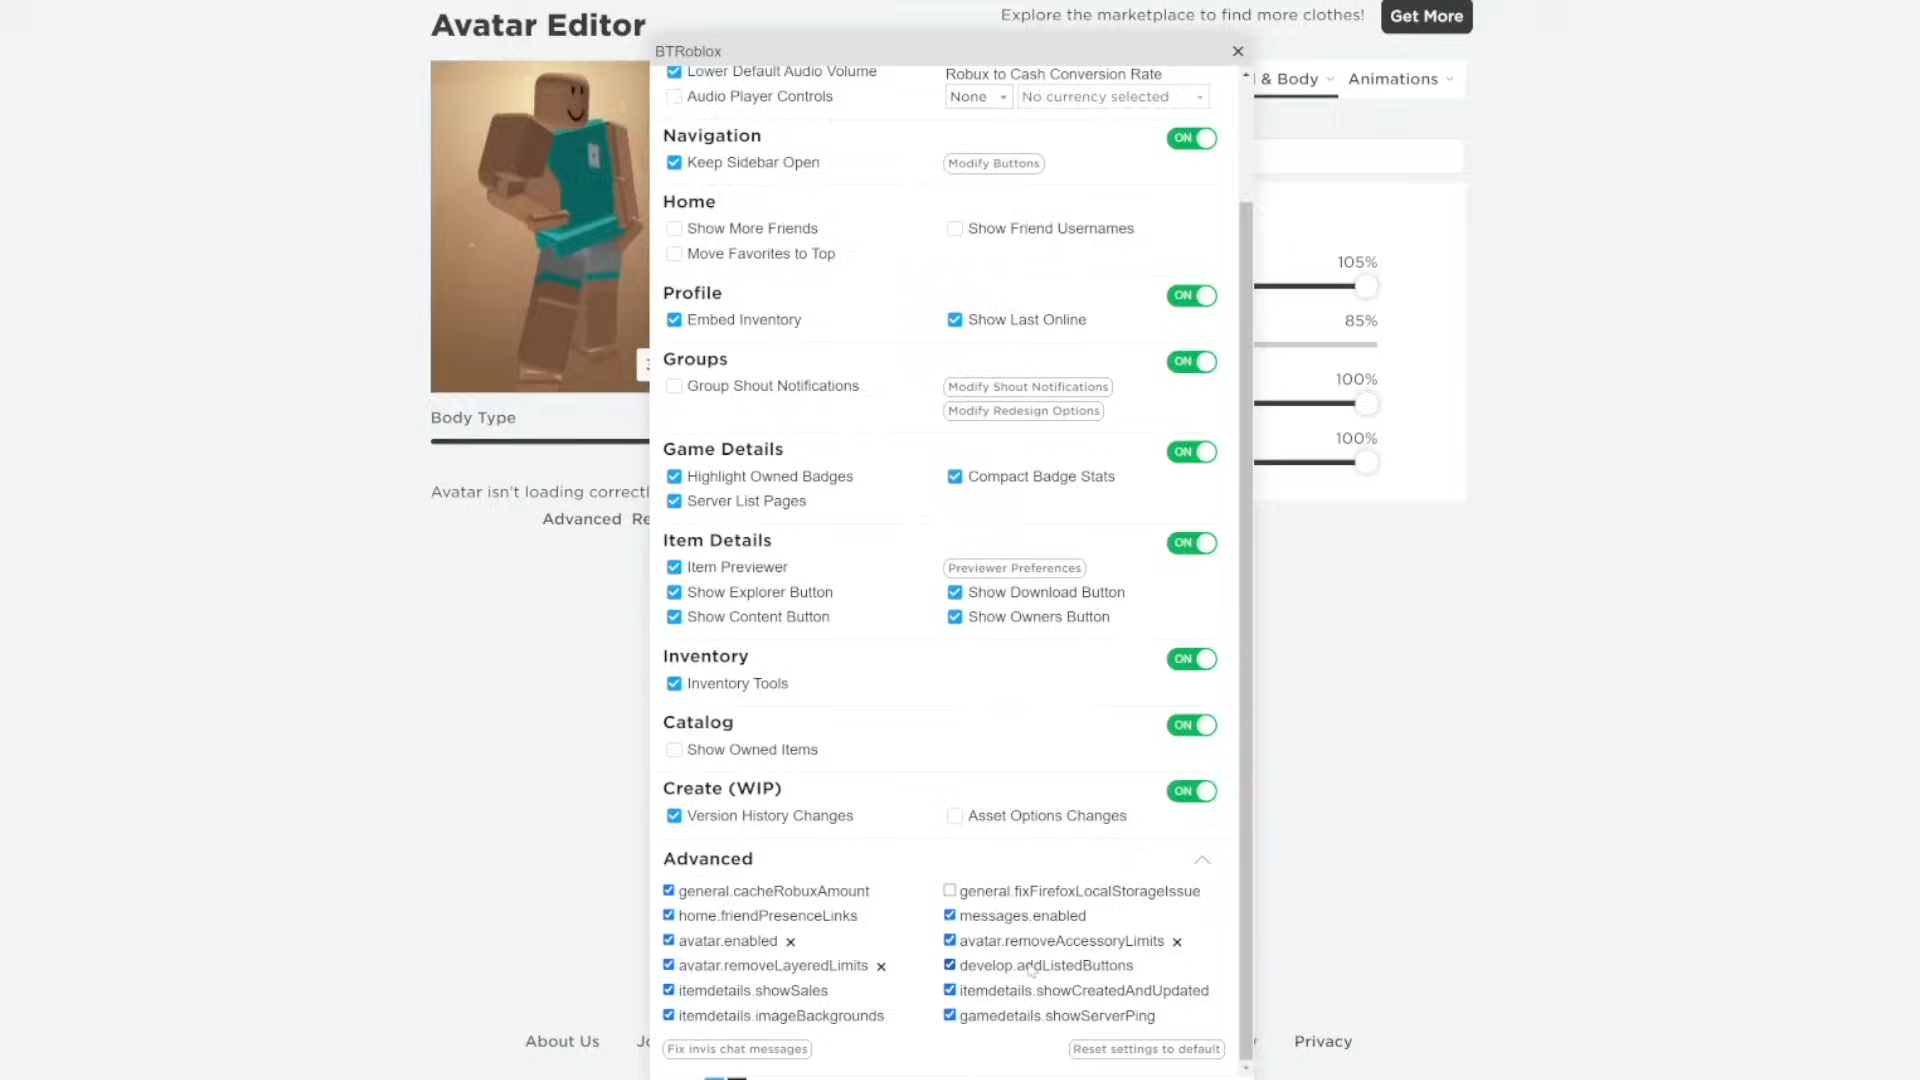 Avatar Editor
Explore the marketplace to find more clothes!
Get More
BTRoblox
Lower Default Audio Volume
Robux to Cash Conversion Rate
& Body
Animations
Audio Player Controls
None
No currency selected
Navigation
ON
Keep Sidebar Open
Modify Buttons
Home
Show More Friends
Show Friend Usernames
Move Favorites to Top
105%
Profile
ON
Embed Inventory
Show Last Online
85%
Groups
ON
Group Shout Notifications
Modify Shout Notifications
100%
Modify Redesign Options
Body Type
100%
Game Details
ON
Highlight Owned Badges
Compact Badge Stats
Avatar isn't loading correctl
Server List Pages
Advanced Re
Item Details
ON
Item Previewer
Previewer Preferences
Show Explorer Button
Show Download Button
Show Content Button
Show Owners Button
Inventory
ON
Inventory Tools
Catalog
ON
Show Owned Items
Create (WIP)
ON
Version History Changes
Asset Options Changes
Advanced
general.cacheRobuxAmount
general.fixFirefoxLocalStorageIssue
home.friendPresenceLinks
messages.enabled
avatar.enabled
avatar.removeAccessoryLimits
avatar.removeLayeredLimits
develop.addListedButtons
itemdetails.showSales
itemdetails.showCreatedAndUpdated
itemdetails.imageBackgrounds
gamedetails.showServerPing
About Us
Jo
Privacy
Fix invis chat messages
Reset settings to default